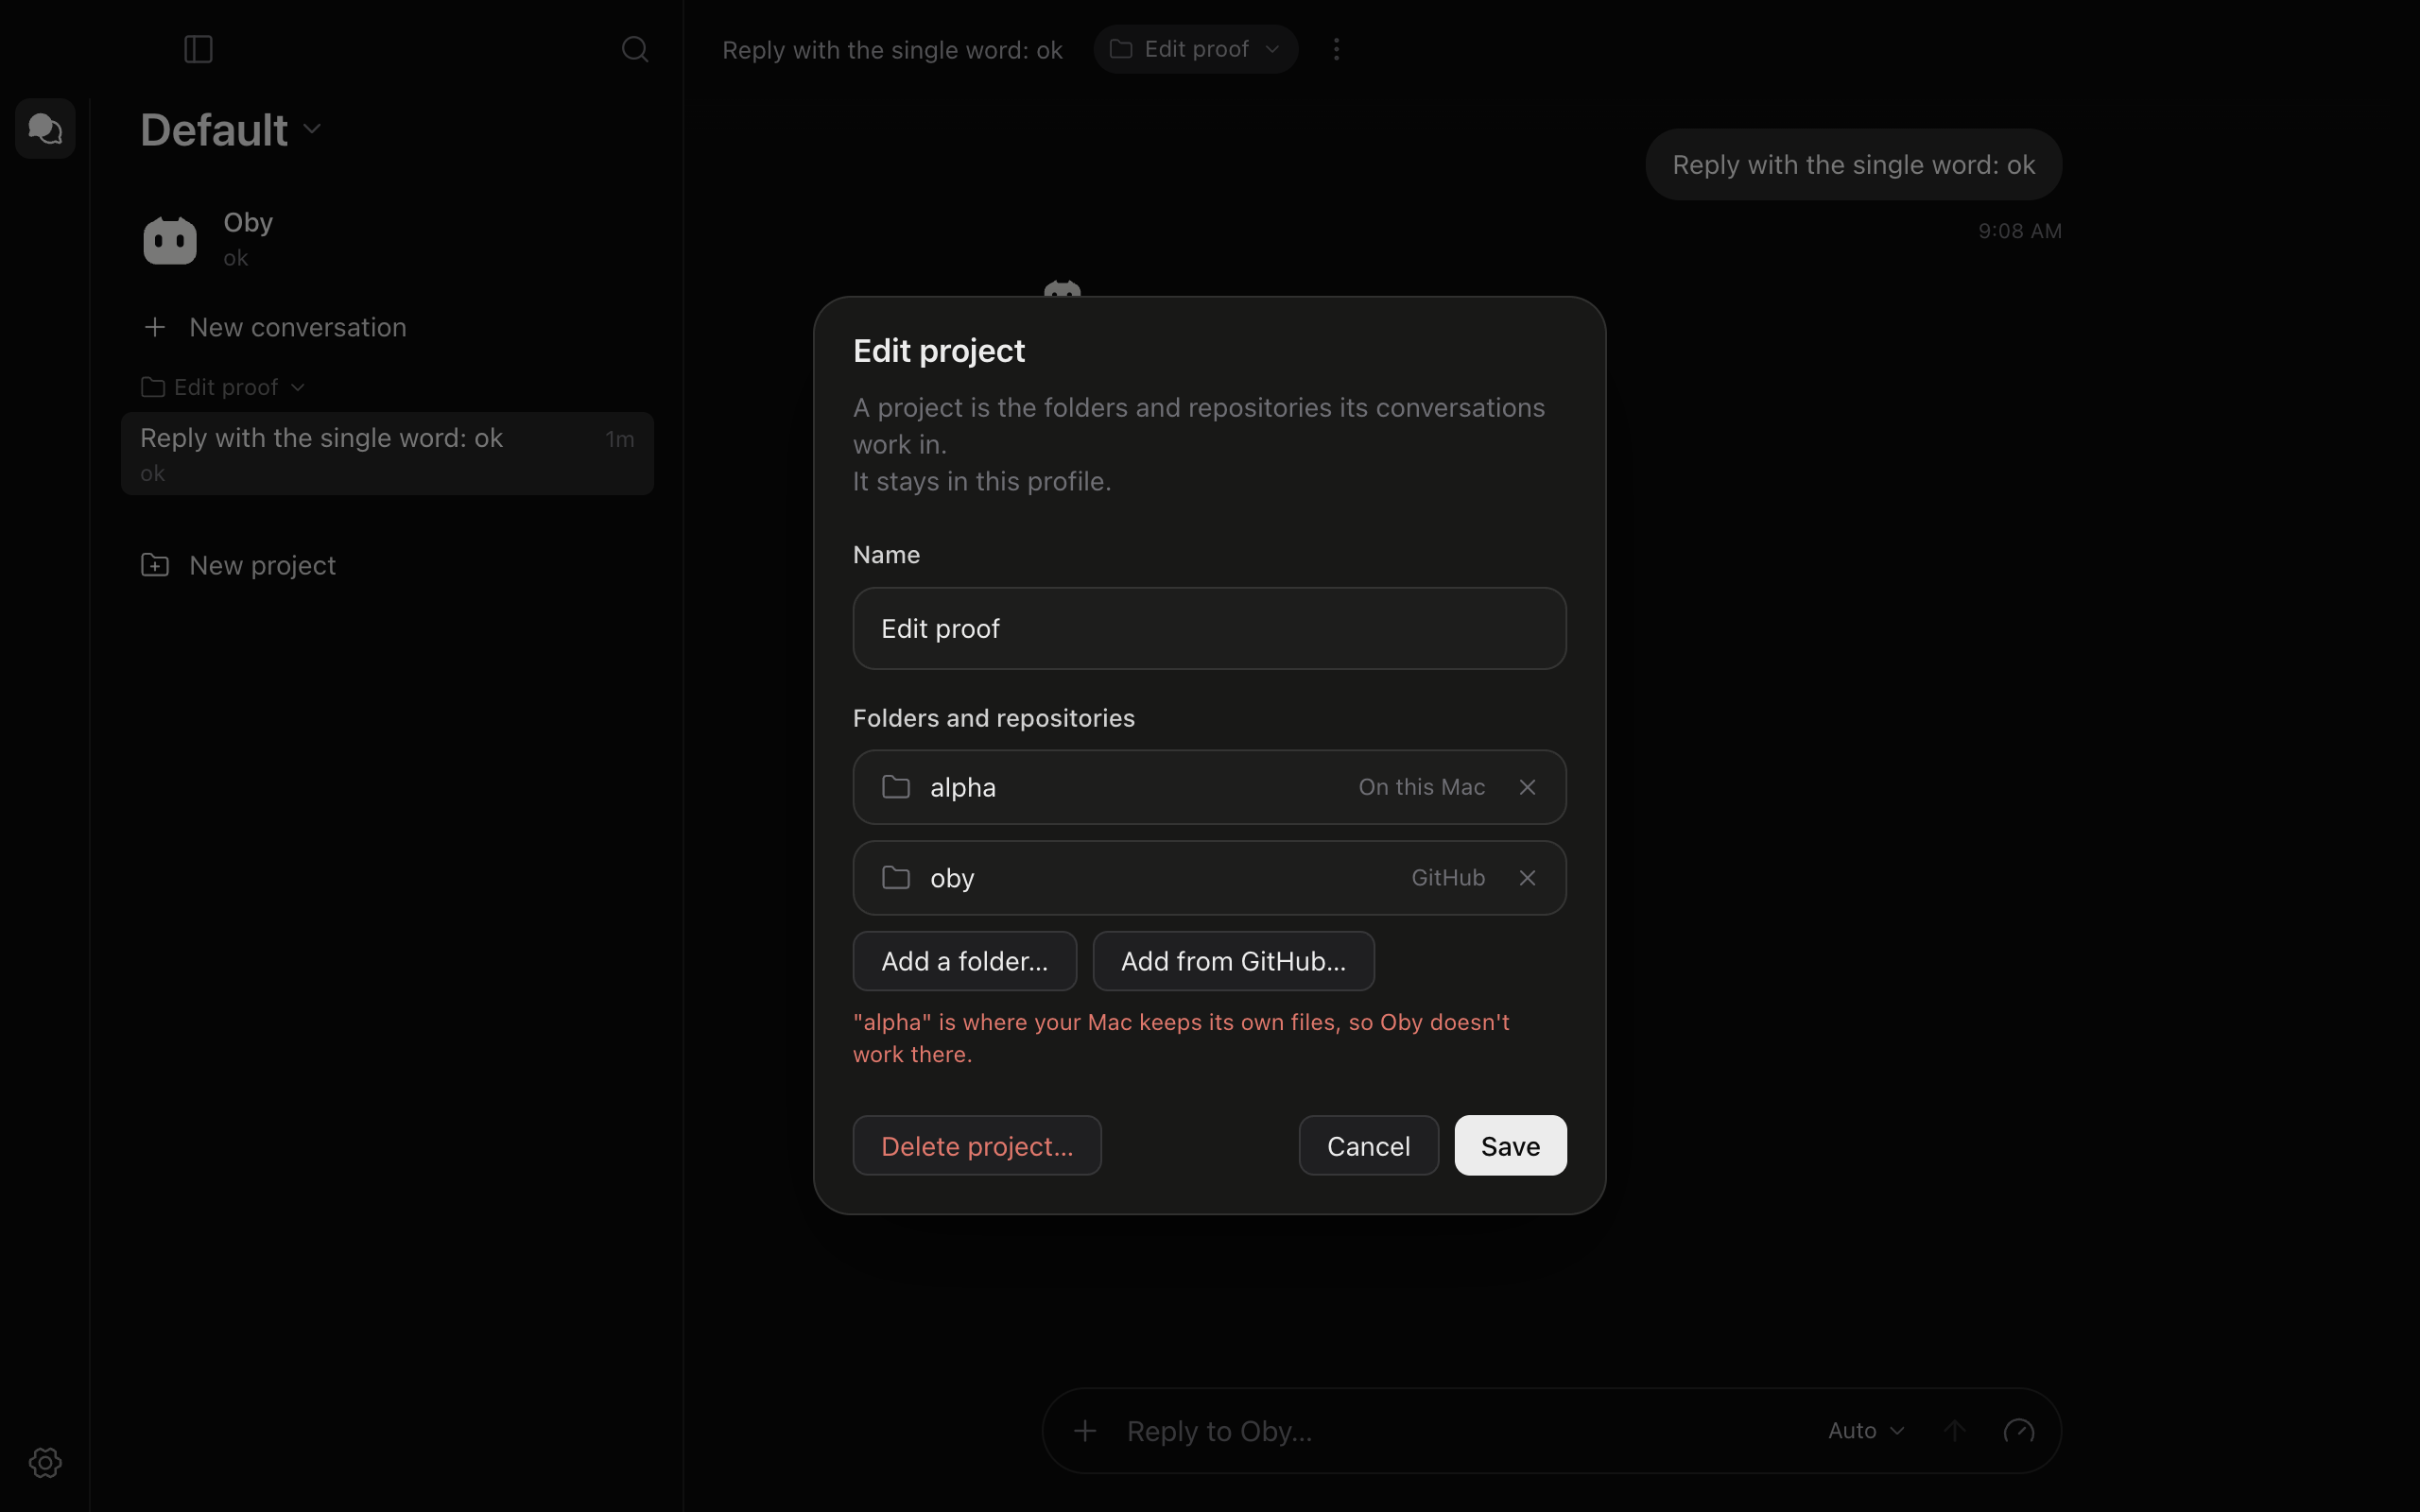 Reply with the single word: ok
Edit proof
Default
Reply with the single word: ok
9:08 AM
Oby
ok
New conversation
Edit proof
Reply with the single word: ok
1m
ok
New project
Edit project
A project is the folders and repositories its conversations
work in.
It stays in this profile.
Name
Edit proof
Folders and repositories
alpha
On this Mac
oby
GitHub
Add a folder...
Add from GitHub...
"alpha" is where your Mac keeps its own files, so Oby doesn't
work there.
Delete project...
Cancel
Save
Reply to Oby...
Auto